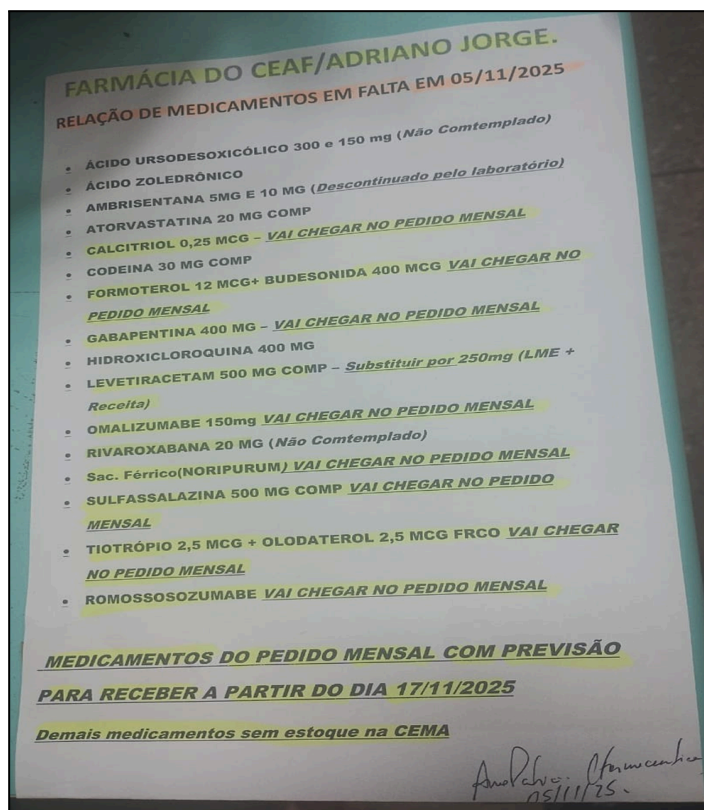 FARMÁCIA DO CEAF/ADRIANO JORGE.
RELAÇÃO DE MEDICAMENTOS EM FALTA EM 05/11/2025
• ÁCIDO URSODESOXICÓLICO 300 e 150 mg (Não Comtemplado)
• ÁCIDO ZOLEDRÔNICO
• AMBRISENTANA 5MG E 10 MG (Descontinuado pelo laboratório)
• ATORVASTATINA 20 MG COMP
• CALCITRIOL 0,25 MCG – VAI CHEGAR NO PEDIDO MENSAL
• CODEINA 30 MG COMP
• FORMOTEROL 12 MCG+ BUDESONIDA 400 MCG VAI CHEGAR NO
PEDIDO MENSAL
• GABAPENTINA 400 MG – VAI CHEGAR NO PEDIDO MENSAL
• HIDROXICLOROQUINA 400 MG
• LEVETIRACETAM 500 MG COMP – Substituir por 250mg (LME +
Receita)
• OMALIZUMABE 150mg VAI CHEGAR NO PEDIDO MENSAL
• RIVAROXABANA 20 MG (Não Comtemplado)
• Sac. Férrico(NORIPURUM) VAI CHEGAR NO PEDIDO MENSAL
• SULFASSALAZINA 500 MG COMP VAI CHEGAR NO PEDIDO
MENSAL
• TIOTRÓPIO 2,5 MCG + OLODATEROL 2,5 MCG FRCO VAI CHEGAR
NO PEDIDO MENSAL
• ROMOSSOSOZUMABE VAI CHEGAR NO PEDIDO MENSAL
MEDICAMENTOS DO PEDIDO MENSAL COM PREVISÃO
PARA RECEBER A PARTIR DO DIA 17/11/2025
Demais medicamentos sem estoque na CEMA
05/11/25.